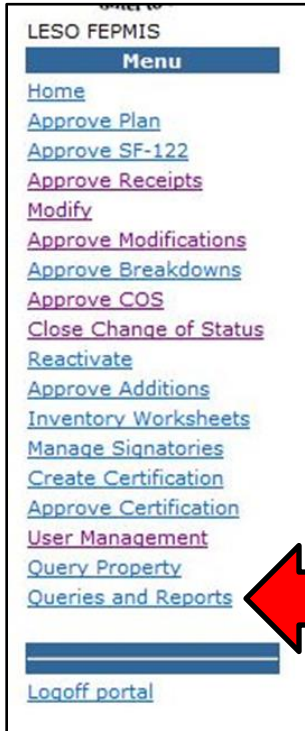 LESO FEPMIS
Menu
Home
Approve Plan
Approve SF-122
Approve Receipts
Modify
Approve Modifications
Approve Breakdowns
Approve COS
Close Change of Status
Reactivate
Approve Additions
Inventory Worksheets
Manage Signatories
Create Certification
Approve Certification
User Management
Query Property
Queries and Reports
Logoff portal